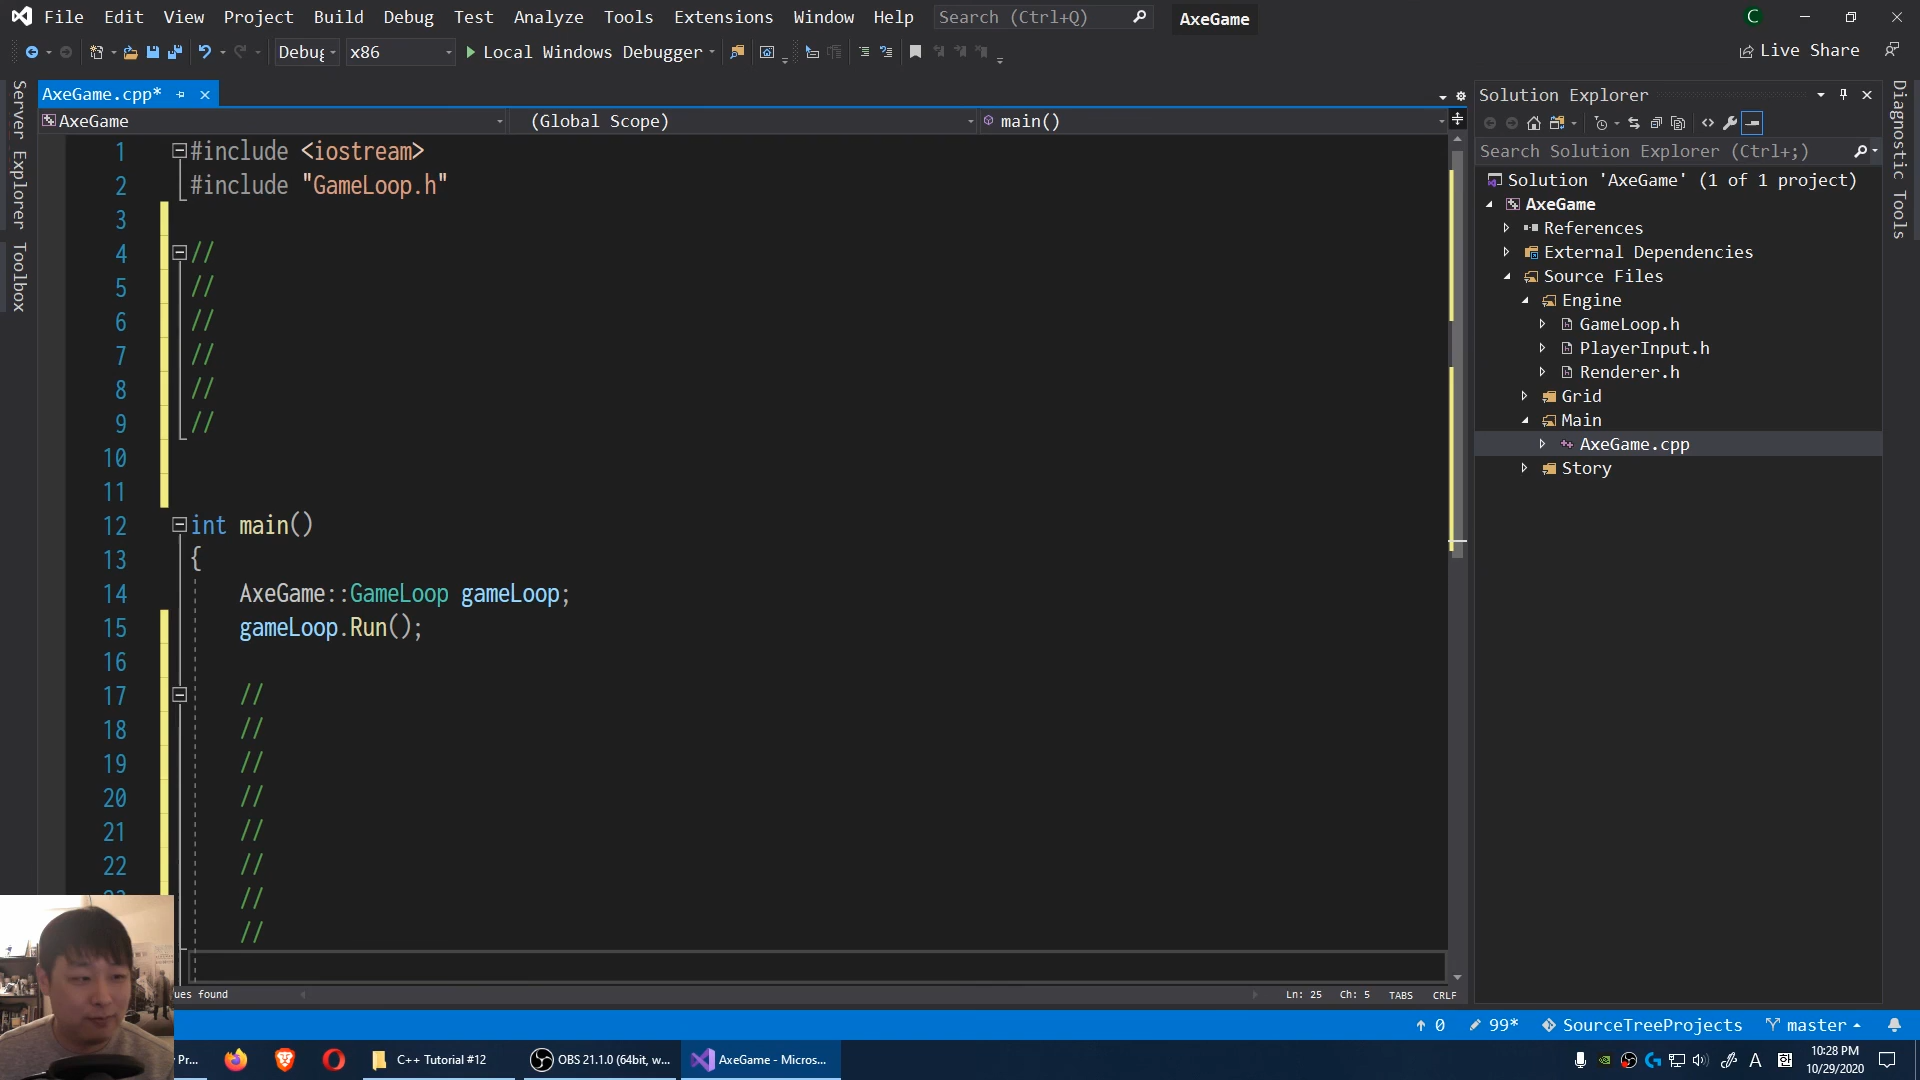 File Edit View Project Build Debug Test Analyze Tools Extensions Window Help Search (Ctrl+Q) AxeGame
C
Debug x86 Local Windows Debugger
Live Share
Server Explorer
Toolbox
AxeGame.cpp*
AxeGame (Global Scope) main()
1 #include <iostream>
2 #include "GameLoop.h"
3
4 //
5 //
6 //
7 //
8 //
9 //
10
11
12 int main()
13 {
14 AxeGame::GameLoop gameLoop;
15 gameLoop.Run();
16
17 //
18 //
19 //
20 //
21 //
22 //
//
//
ues found
Ln: 25 Ch: 5 TABS CRLF
Solution Explorer
Search Solution Explorer (Ctrl+;)
Solution 'AxeGame' (1 of 1 project)
AxeGame
References
External Dependencies
Source Files
Engine
GameLoop.h
PlayerInput.h
Renderer.h
Grid
Main
AxeGame.cpp
Story
Diagnostic Tools
0 99* SourceTreeProjects master
Pr... C++ Tutorial #12 OBS 21.1.0 (64bit, w... AxeGame - Micros...
A 한 10:28 PM
10/29/2020